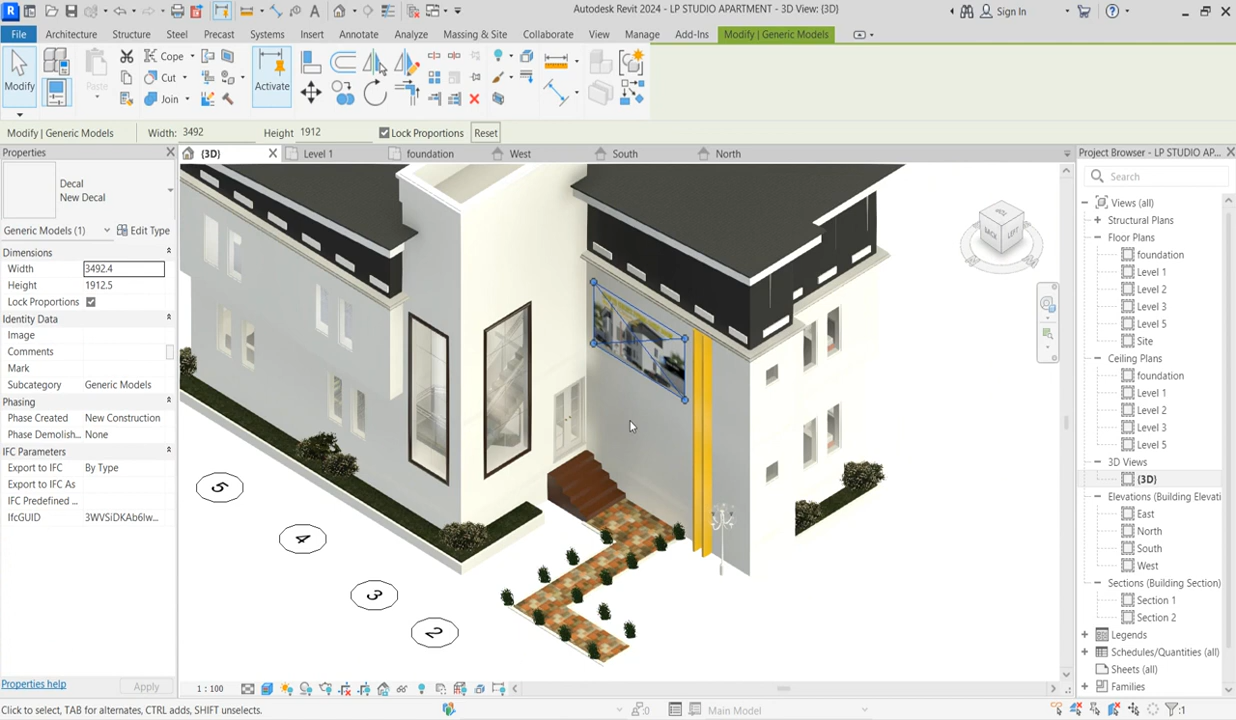 Autodesk Revit 2024 - LP STUDIO APARTMENT - 3D View: {3D}
Sign In
File Architecture Structure Steel Precast Systems Insert Annotate Analyze Massing & Site Collaborate View Manage Add-Ins Modify | Generic Models
Modify
Paste
Cope
Cut
Join
Activate
Modify | Generic Models Width: 3492 Height 1912 Lock Proportions Reset
Properties
{3D} Level 1 foundation West South North
Project Browser - LP STUDIO AP...
Decal
New Decal
Generic Models (1) Edit Type
Dimensions
Width 3492.4
Height 1912.5
Lock Proportions
Identity Data
Image
Comments
Mark
Subcategory Generic Models
Phasing
Phase Created New Construction
Phase Demolish... None
IFC Parameters
Export to IFC By Type
Export to IFC As
IFC Predefined ...
IfcGUID 3WVSiDKAb6lw...
Properties help Apply
BACK LEFT
5
4
3
2
Search
Views (all)
Structural Plans
Floor Plans
foundation
Level 1
Level 2
Level 3
Level 5
Site
Ceiling Plans
foundation
Level 1
Level 2
Level 3
Level 5
3D Views
{3D}
Elevations (Building Elevati
East
North
South
West
Sections (Building Section)
Section 1
Section 2
Legends
Schedules/Quantities (all)
Sheets (all)
Families
1 : 100
Click to select, TAB for alternates, CTRL adds, SHIFT unselects.
:0
Main Model
:1